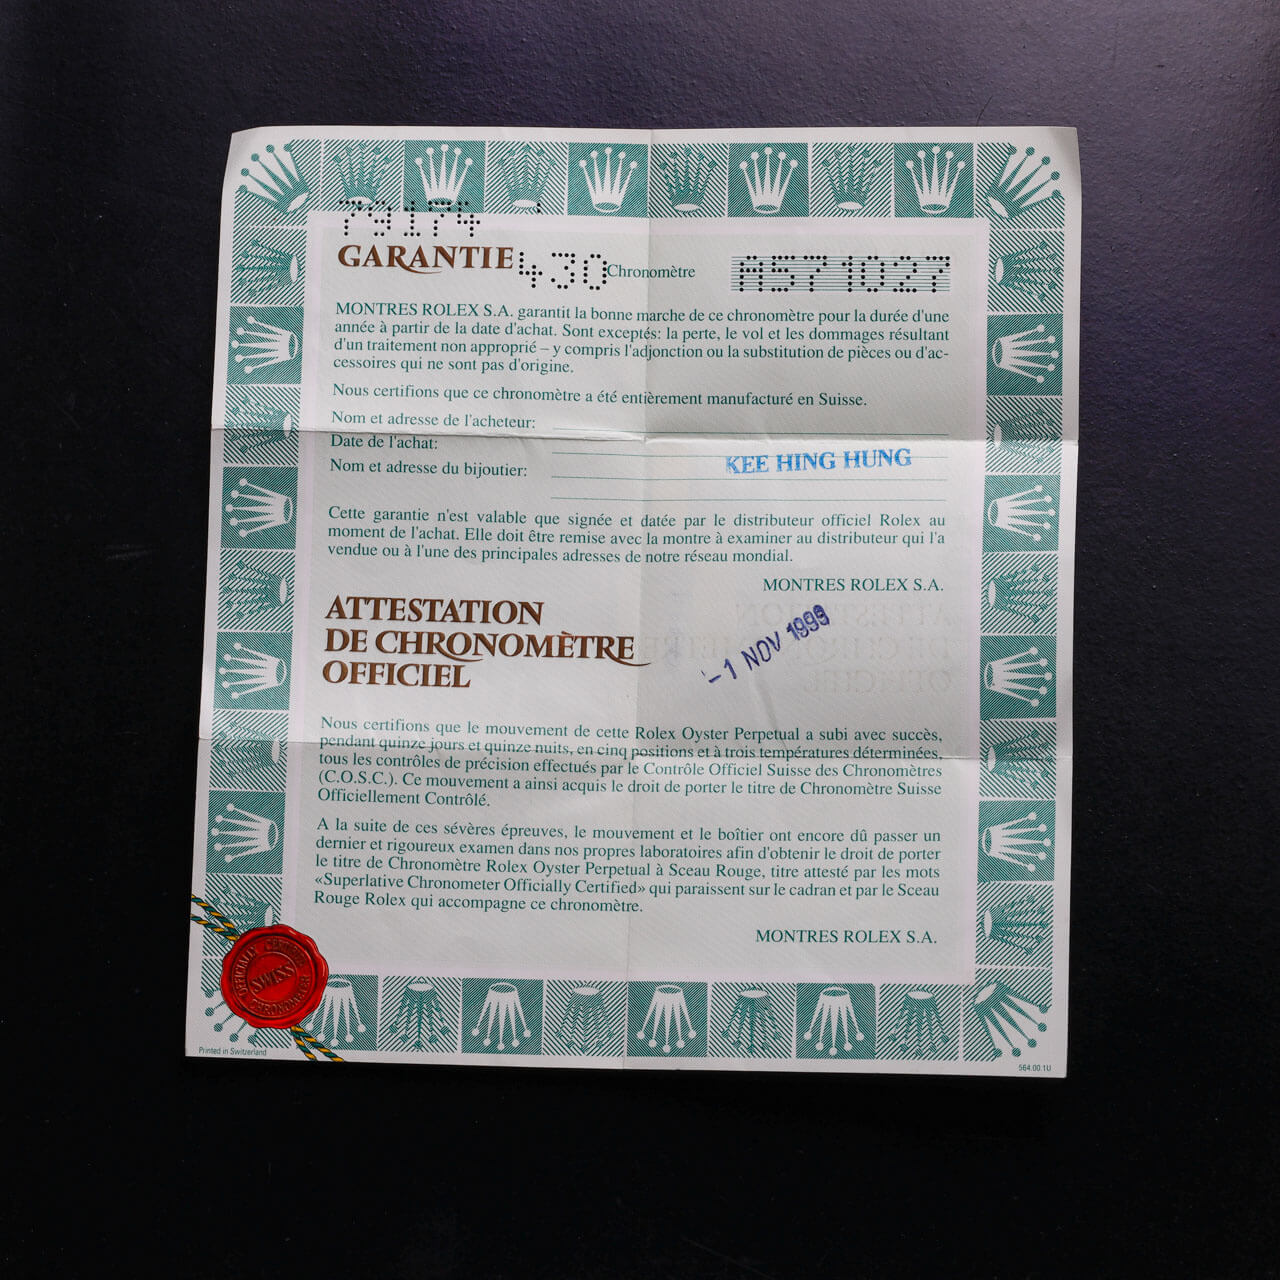 79174
GARANTIE 430 Chronomètre A571027
MONTRES ROLEX S.A. garantit la bonne marche de ce chronomètre pour la durée d'une
année à partir de la date d'achat. Sont exceptés: la perte, le vol et les dommages résultant
d'un traitement non approprié – y compris l'adjonction ou la substitution de pièces ou d'ac-
cessoires qui ne sont pas d'origine.
Nous certifions que ce chronomètre a été entièrement manufacturé en Suisse.
Nom et adresse de l'acheteur:
Date de l'achat:
KEE HING HUNG
Nom et adresse du bijoutier:
Cette garantie n'est valable que signée et datée par le distributeur officiel Rolex au
moment de l'achat. Elle doit être remise avec la montre à examiner au distributeur qui l'a
vendue ou à l'une des principales adresses de notre réseau mondial.
MONTRES ROLEX S.A.
ATTESTATION
DE CHRONOMÈTRE
OFFICIEL
–1 NOV 1999
Nous certifions que le mouvement de cette Rolex Oyster Perpetual a subi avec succès,
pendant quinze jours et quinze nuits, en cinq positions et à trois températures déterminées,
tous les contrôles de précision effectués par le Contrôle Officiel Suisse des Chronomètres
(C.O.S.C.). Ce mouvement a ainsi acquis le droit de porter le titre de Chronomètre Suisse
Officiellement Contrôlé.
A la suite de ces sévères épreuves, le mouvement et le boîtier ont encore dû passer un
dernier et rigoureux examen dans nos propres laboratoires afin d'obtenir le droit de porter
le titre de Chronomètre Rolex Oyster Perpetual à Sceau Rouge, titre attesté par les mots
«Superlative Chronometer Officially Certified» qui paraissent sur le cadran et par le Sceau
Rouge Rolex qui accompagne ce chronomètre.
MONTRES ROLEX S.A.
OFFICIALLY CERTIFIED
SWISS
CHRONOMETER
Printed in Switzerland
564.00.1U